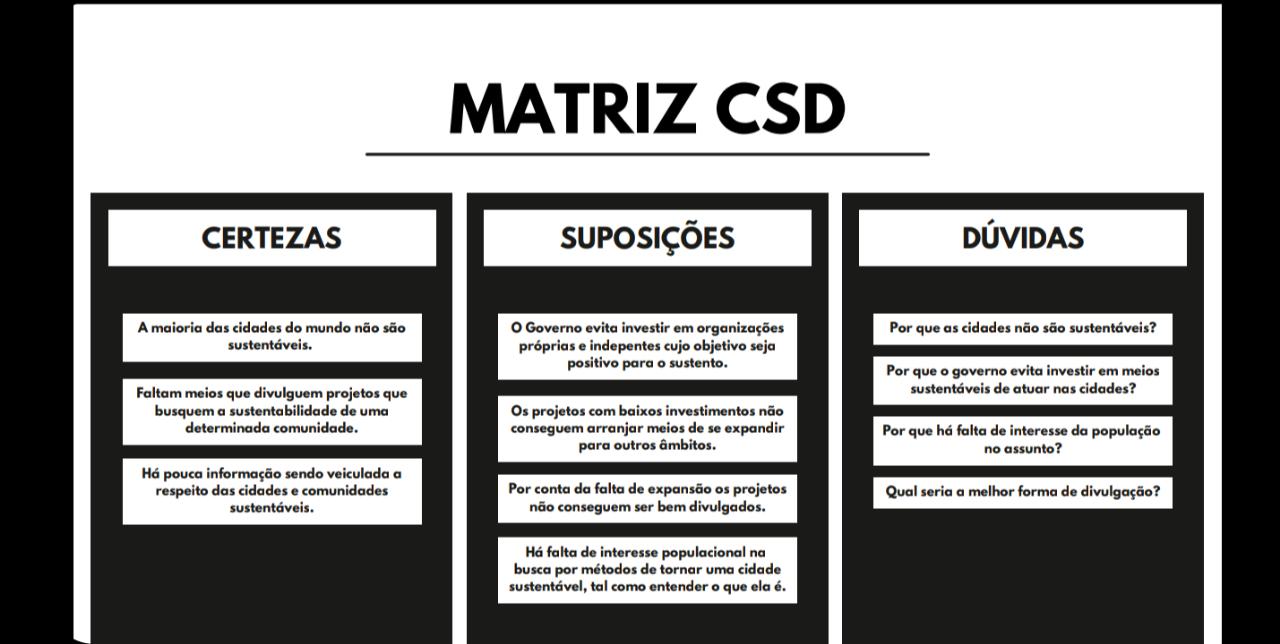 MATRIZ CSD
CERTEZAS
A maioria das cidades do mundo não são
sustentáveis.
Faltam meios que divulguem projetos que
busquem a sustentabilidade de uma
determinada comunidade.
Há pouca informação sendo veiculada a
respeito das cidades e comunidades
sustentáveis.
SUPOSIÇÕES
O Governo evita investir em organizações
próprias e indepentes cujo objetivo seja
positivo para o sustento.
Os projetos com baixos investimentos não
conseguem arranjar meios de se expandir
para outros âmbitos.
Por conta da falta de expansão os projetos
não conseguem ser bem divulgados.
Há falta de interesse populacional na
busca por métodos de tornar uma cidade
sustentável, tal como entender o que ela é.
DÚVIDAS
Por que as cidades não são sustentáveis?
Por que o governo evita investir em meios
sustentáveis de atuar nas cidades?
Por que há falta de interesse da população
no assunto?
Qual seria a melhor forma de divulgação?